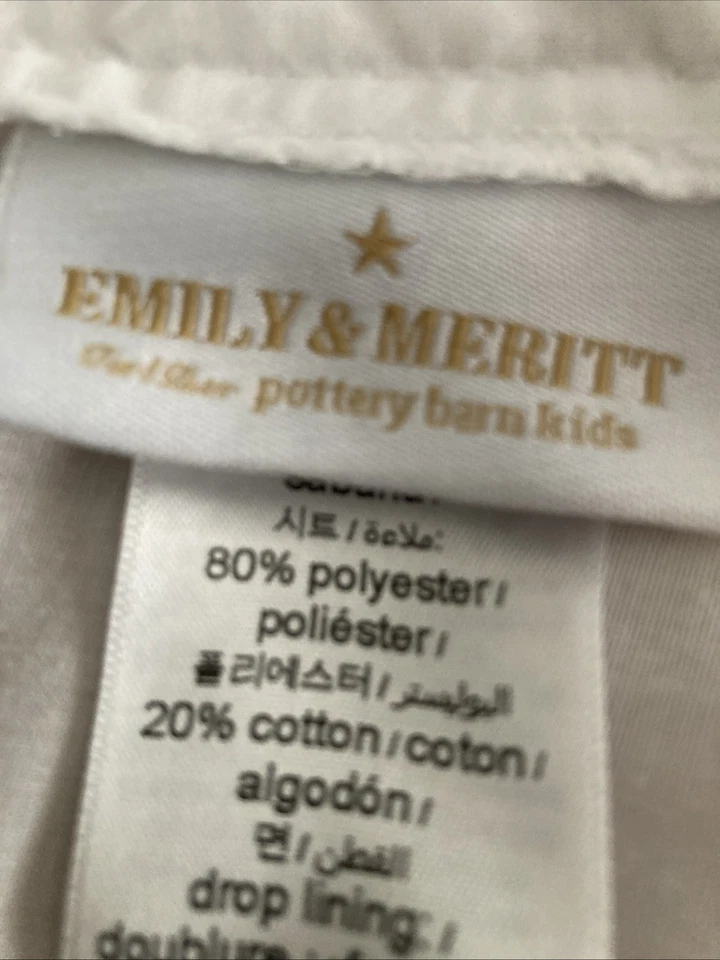 EMILY & MERITT
pottery barn kids
시트 / ملاءة:
80% polyester /
poliéster /
폴리에스터 / البوليستر
20% cotton / coton /
algodón /
면 / القطن
drop lining: /
doublure